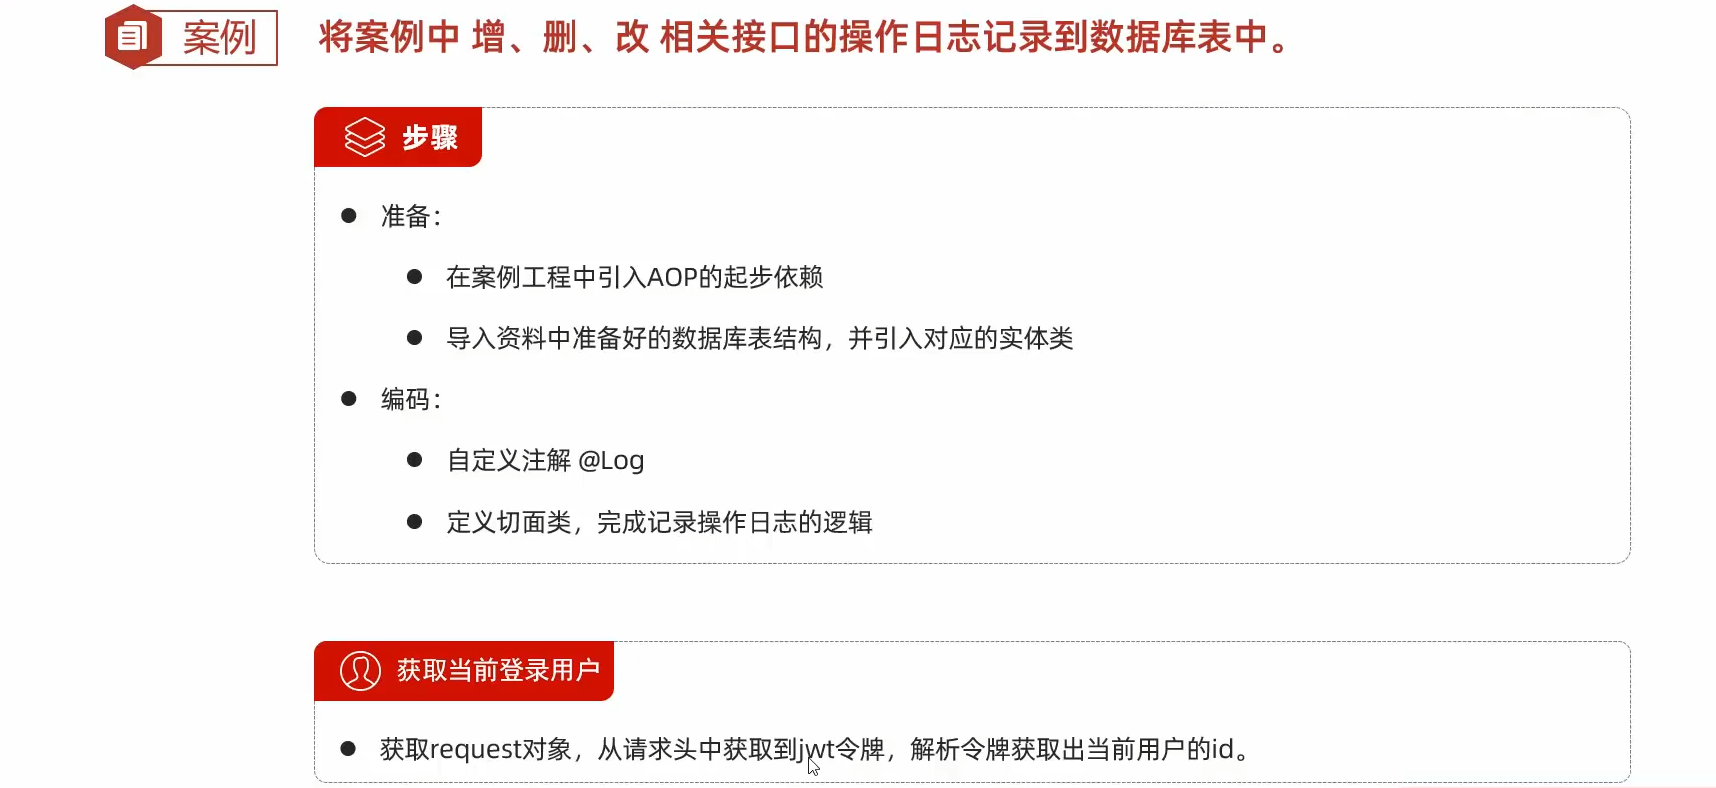 案例
将案例中 增、删、改 相关接口的操作日志记录到数据库表中。
步骤
准备：
在案例工程中引入AOP的起步依赖
导入资料中准备好的数据库表结构，并引入对应的实体类
编码：
自定义注解 @Log
定义切面类，完成记录操作日志的逻辑
获取当前登录用户
获取request对象，从请求头中获取到jwt令牌，解析令牌获取出当前用户的id。